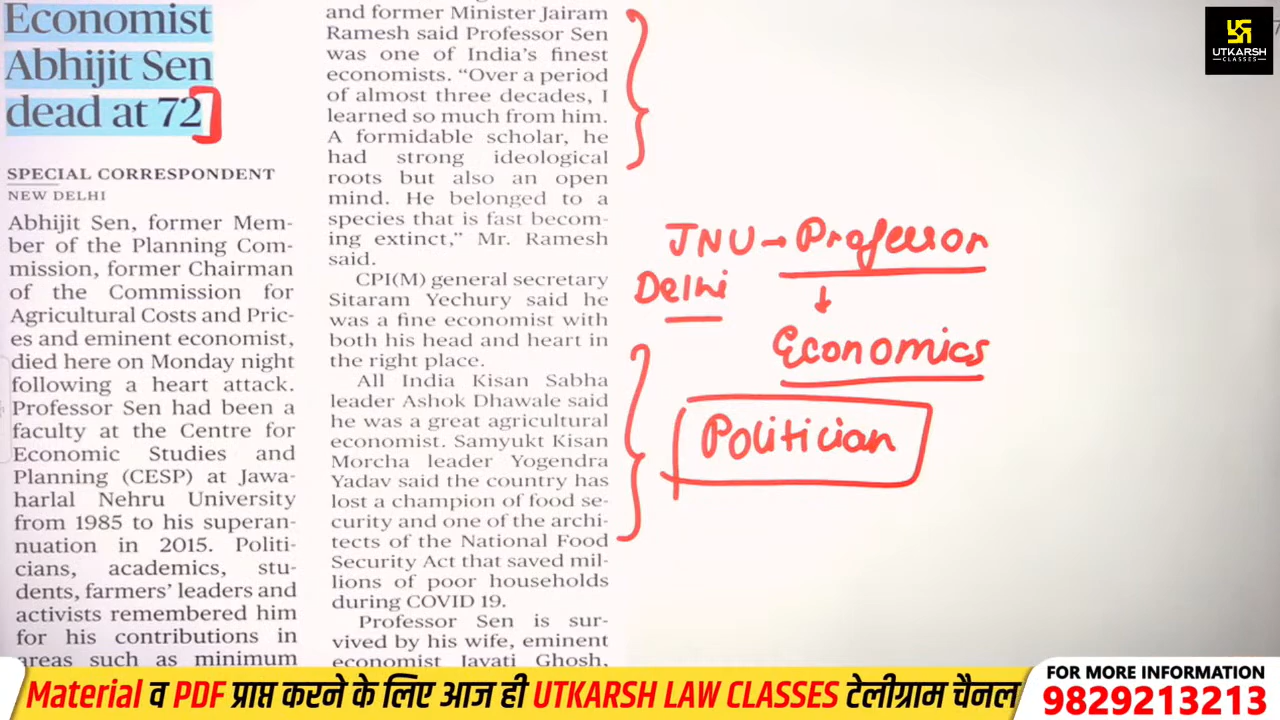 Economist
Abhijit Sen
dead at 72
SPECIAL CORRESPONDENT
NEW DELHI
Abhijit Sen, former Mem-
ber of the Planning Com-
mission, former Chairman
of the Commission for
Agricultural Costs and Pric-
es and eminent economist,
died here on Monday night
following a heart attack.
Professor Sen had been a
faculty at the Centre for
Economic Studies and
Planning (CESP) at Jawa-
harlal Nehru University
from 1985 to his superan-
nuation in 2015. Politi-
cians, academics, stu-
dents, farmers' leaders and
activists remembered him
for his contributions in
areas such as minimum
and former Minister Jairam
Ramesh said Professor Sen
was one of India's finest
economists. “Over a period
of almost three decades, I
learned so much from him.
A formidable scholar, he
had strong ideological
roots but also an open
mind. He belonged to a
species that is fast becom-
ing extinct,” Mr. Ramesh
said.
CPI(M) general secretary
Sitaram Yechury said he
was a fine economist with
both his head and heart in
the right place.
All India Kisan Sabha
leader Ashok Dhawale said
he was a great agricultural
economist. Samyukt Kisan
Morcha leader Yogendra
Yadav said the country has
lost a champion of food se-
curity and one of the archi-
tects of the National Food
Security Act that saved mil-
lions of poor households
during COVID 19.
Professor Sen is sur-
vived by his wife, eminent
economist Jayati Ghosh,
JNU → Professor
Delhi
Economics
Politician
UTKARSH
CLASSES
Material व PDF प्राप्त करने के लिए आज ही UTKARSH LAW CLASSES टेलीग्राम चैनल
FOR MORE INFORMATION
9829213213